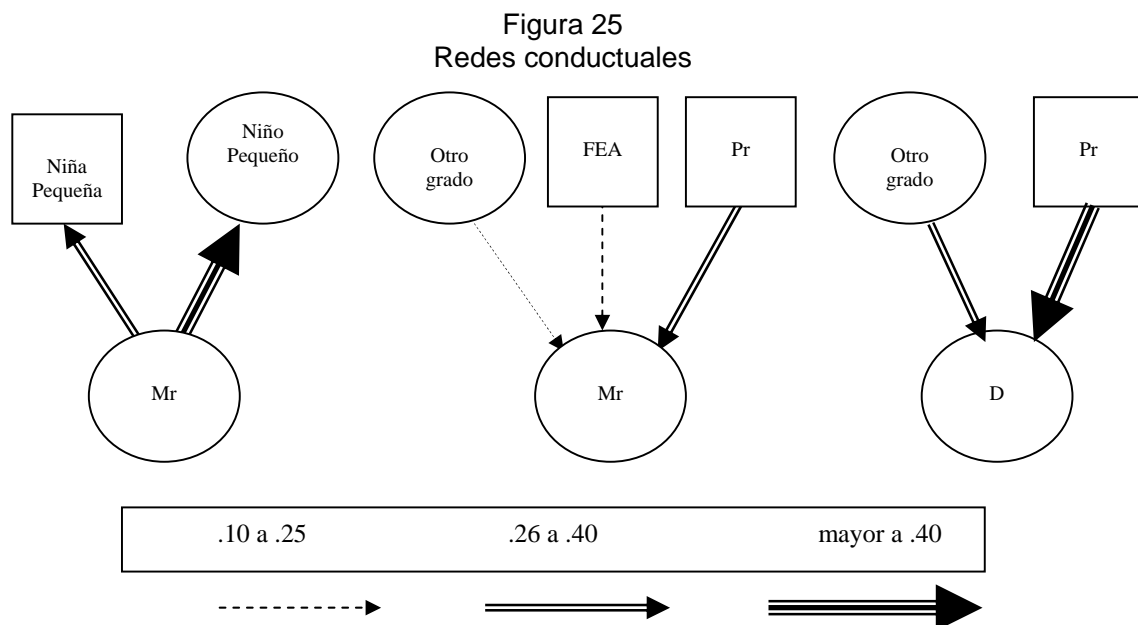 Figura 25
Redes conductuales
Niña
Pequeña
Niño
Pequeño
Otro
grado
FEA
Pr
Otro
grado
Pr
Mr
Mr
D
.10 a .25 .26 a .40 mayor a .40